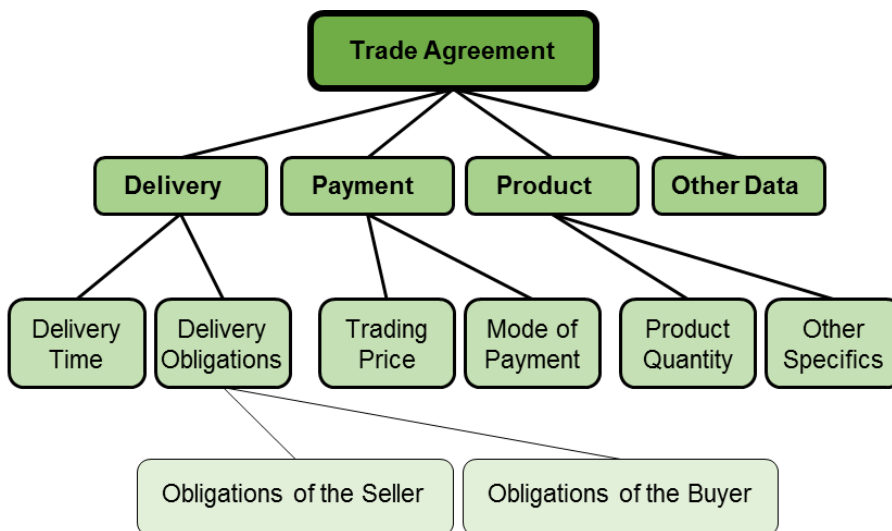 Trade Agreement
Delivery
Payment
Product
Other Data
Delivery
Time
Delivery
Obligations
Trading
Price
Mode of
Payment
Product
Quantity
Other
Specifics
Obligations of the Seller
Obligations of the Buyer